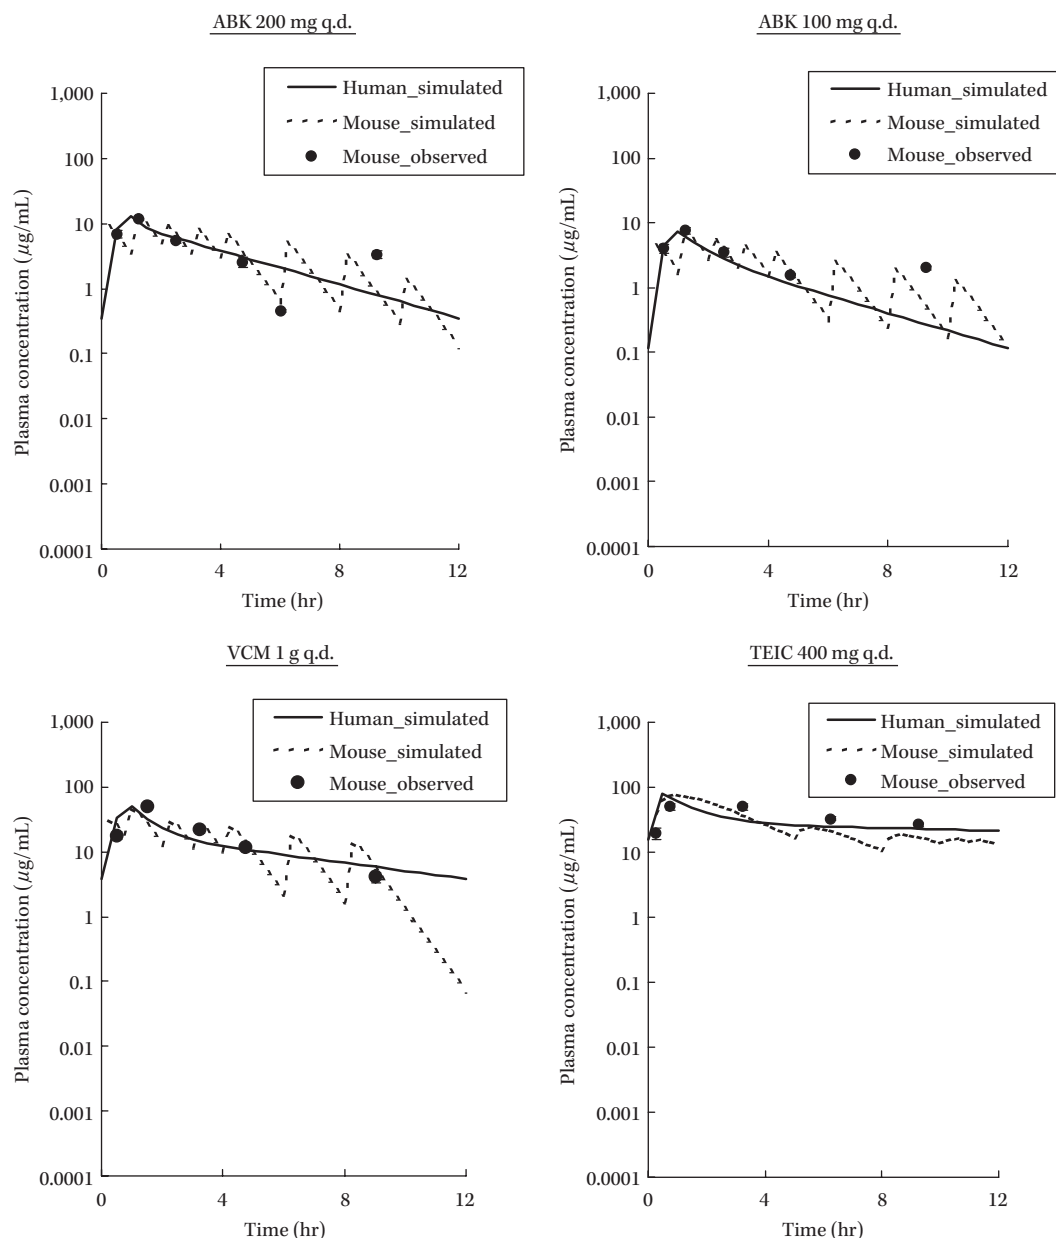 ABK 200 mg q.d.
Human_simulated
Mouse_simulated
Mouse_observed
Plasma concentration (μg/mL)
1,000
100
10
1
0.1
0.01
0.001
0.0001
0
4
8
12
Time (hr)
ABK 100 mg q.d.
Human_simulated
Mouse_simulated
Mouse_observed
Plasma concentration (μg/mL)
1,000
100
10
1
0.1
0.01
0.001
0.0001
0
4
8
12
Time (hr)
VCM 1 g q.d.
Human_simulated
Mouse_simulated
Mouse_observed
Plasma concentration (μg/mL)
1,000
100
10
1
0.1
0.01
0.001
0.0001
0
4
8
12
Time (hr)
TEIC 400 mg q.d.
Human_simulated
Mouse_simulated
Mouse_observed
Plasma concentration (μg/mL)
1,000
100
10
1
0.1
0.01
0.001
0.0001
0
4
8
12
Time (hr)